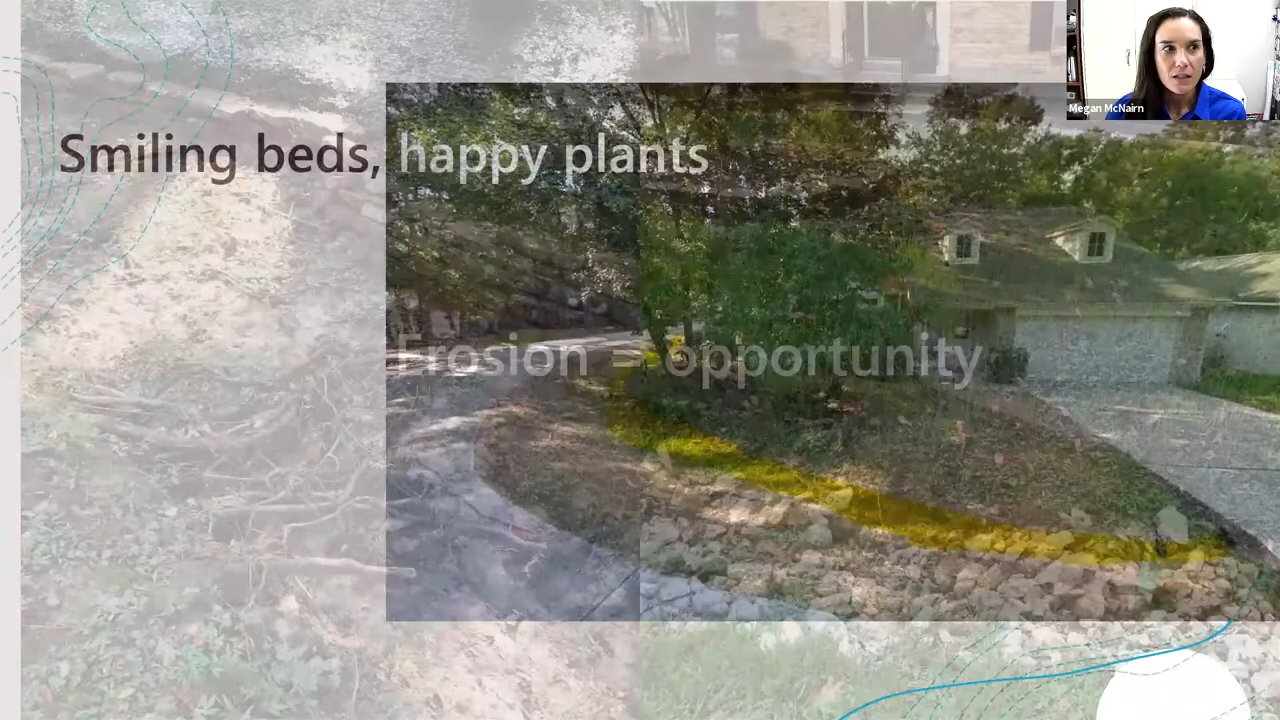 Megan McNairn
Smiling beds, happy plants
Erosion = opportunity